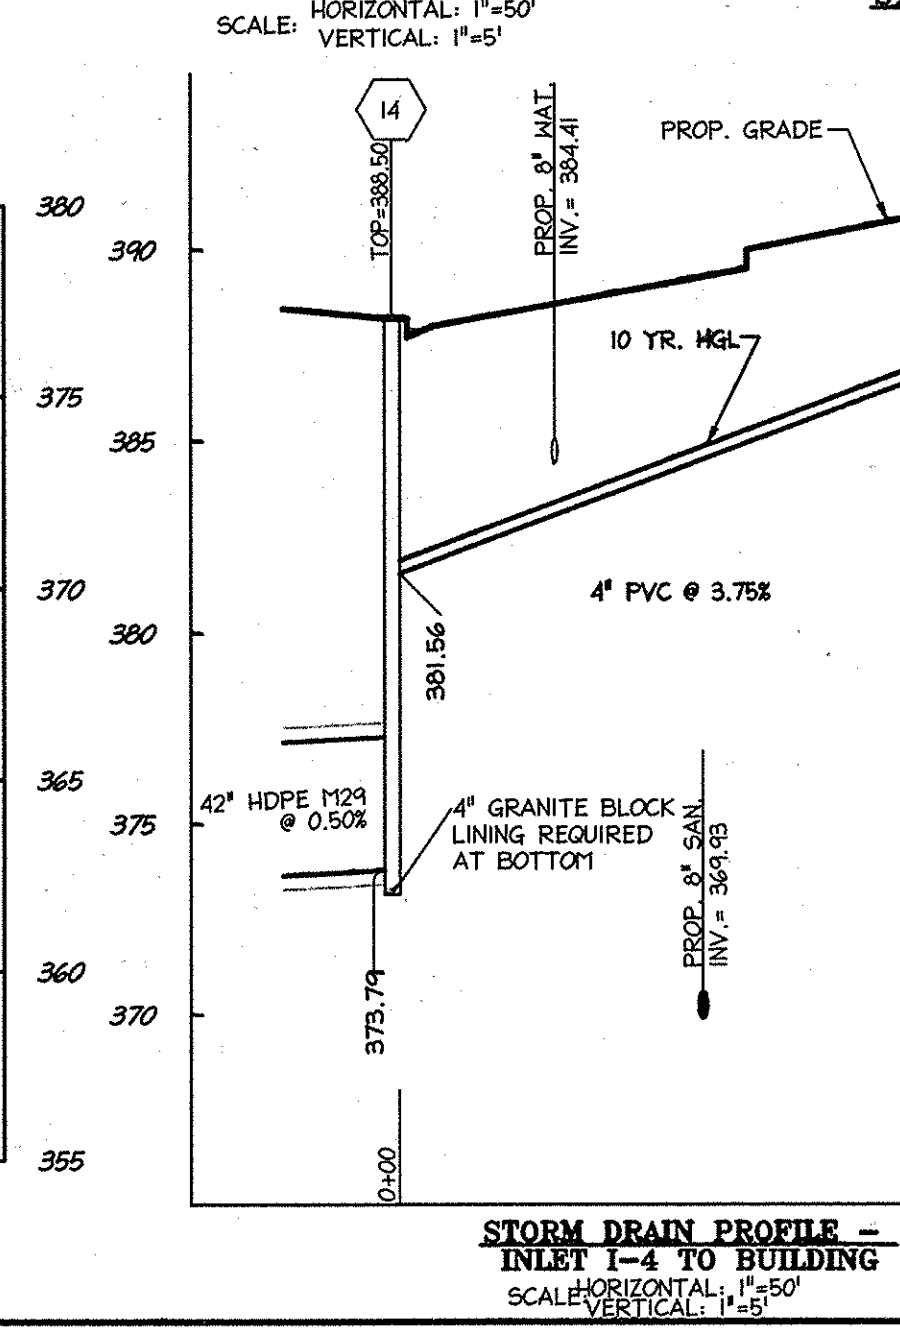 SCALE: HORIZONTAL: 1"=50'
VERTICAL: 1"=5'
14
TOP=388.50
PROP. 8" WAT.
INV.= 384.41
PROP. GRADE
380
390
10 YR. HGL
375
385
370
380
4" PVC @ 3.75%
381.56
365
375
42" HDPE M29
@ 0.50%
4" GRANITE BLOCK
LINING REQUIRED
AT BOTTOM
PROP. 8" SAN.
INV.= 369.93
360
370
373.79
355
0+00
STORM DRAIN PROFILE -
INLET I-4 TO BUILDING
SCALE: HORIZONTAL: 1"=50'
VERTICAL: 1"=5'